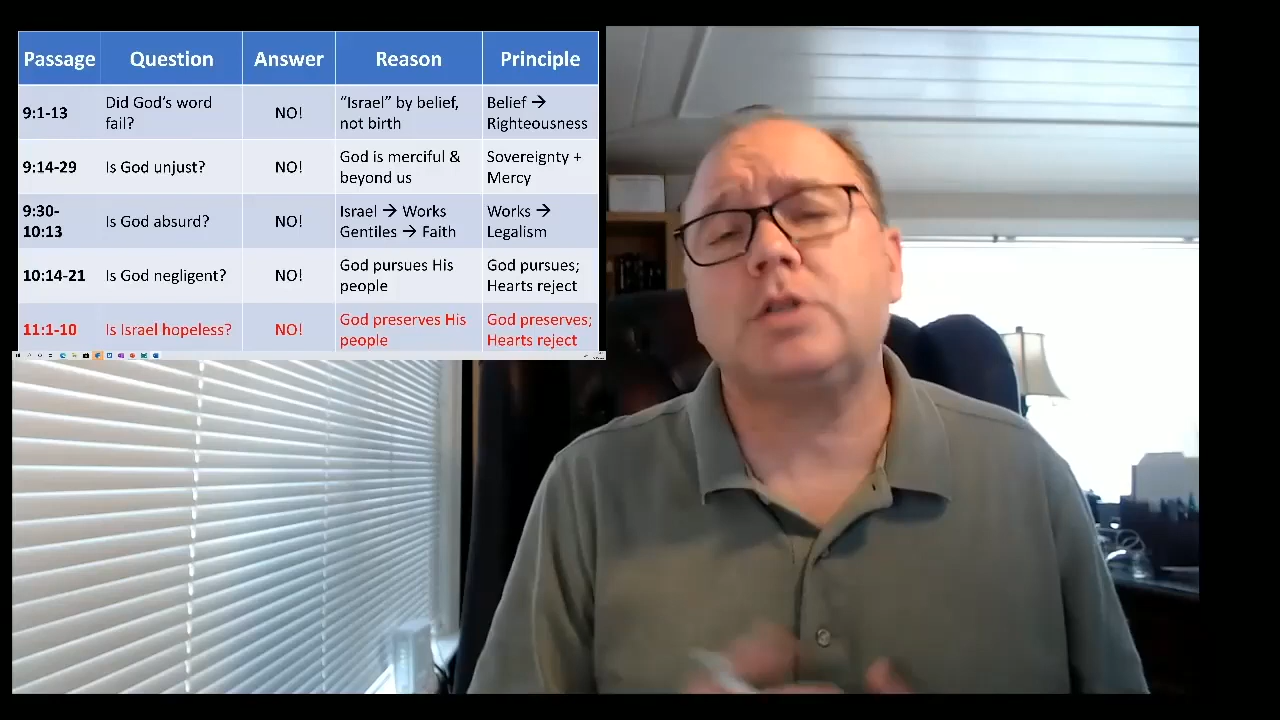 Passage Question Answer Reason Principle
9:1-13 Did God's word fail? NO! "Israel" by belief, not birth Belief → Righteousness
9:14-29 Is God unjust? NO! God is merciful & beyond us Sovereignty + Mercy
9:30-10:13 Is God absurd? NO! Israel → Works Gentiles → Faith Works → Legalism
10:14-21 Is God negligent? NO! God pursues His people God pursues; Hearts reject
11:1-10 Is Israel hopeless? NO! God preserves His people God preserves; Hearts reject